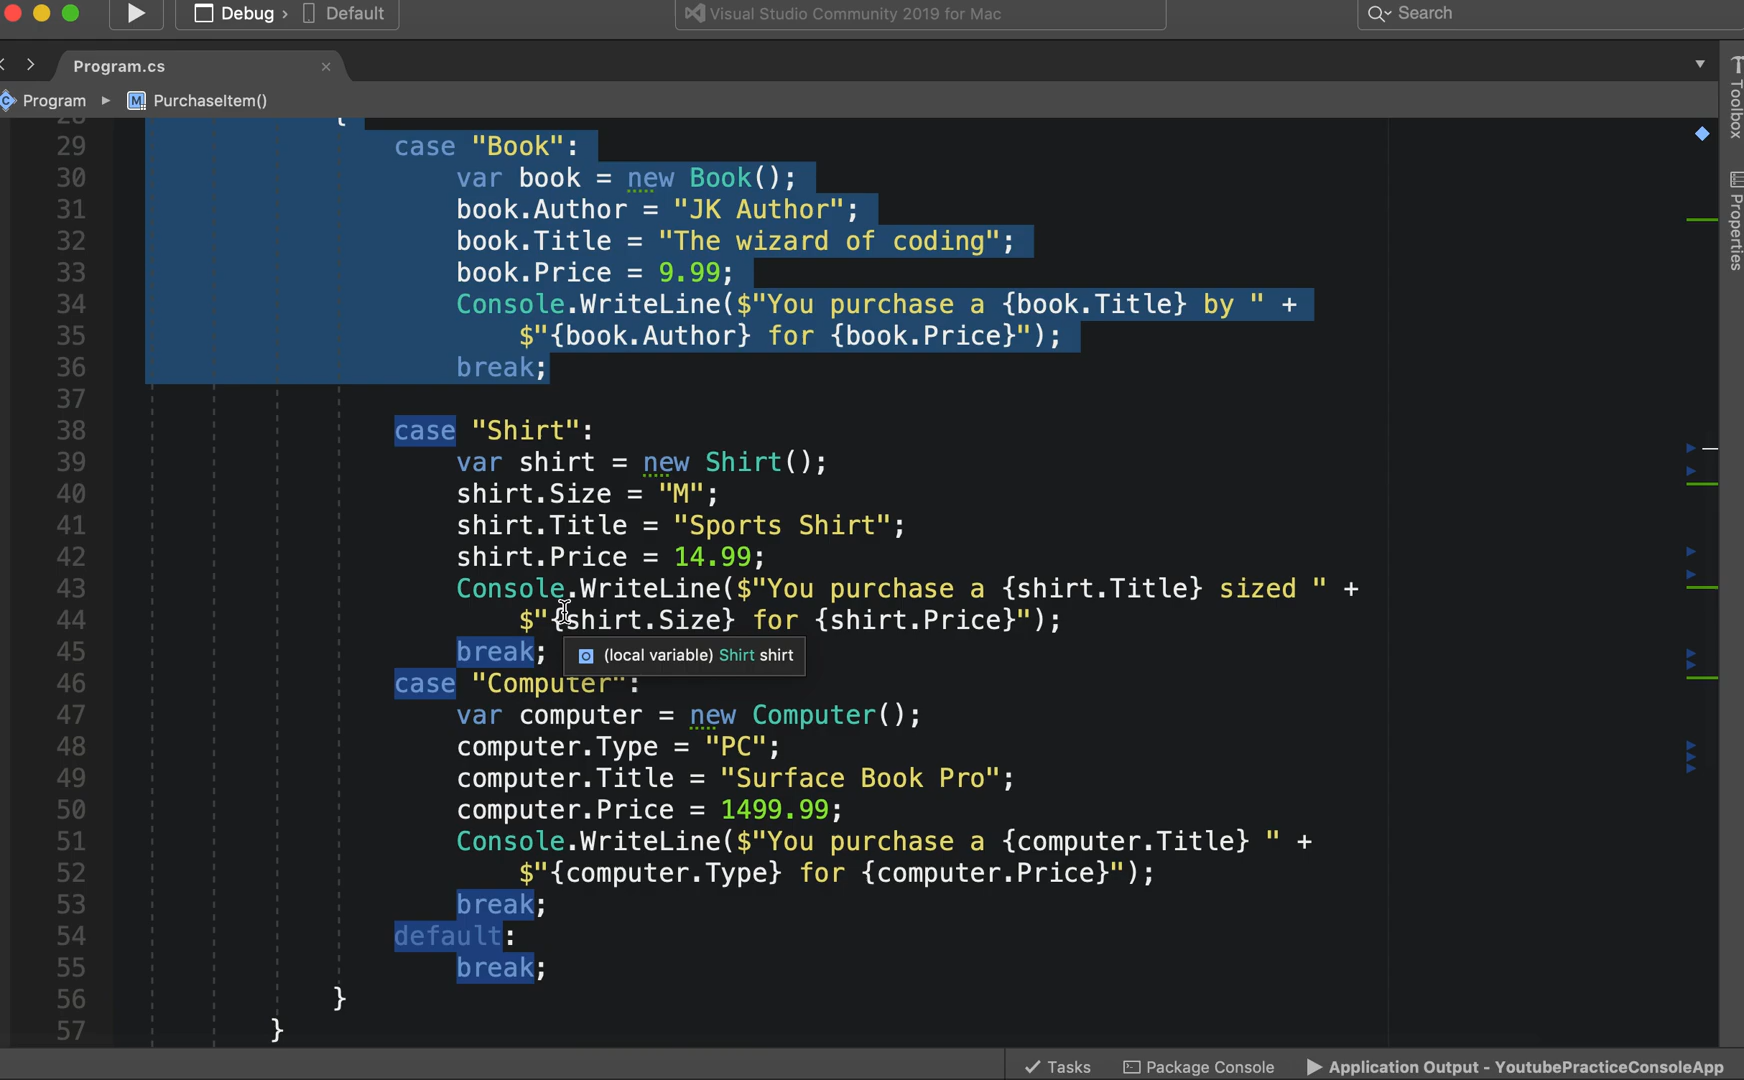 Debug › Default
Visual Studio Community 2019 for Mac
Search
Program.cs
Program ▸ M PurchaseItem()
Toolbox
Properties
28 {
29 case "Book":
30 var book = new Book();
31 book.Author = "JK Author";
32 book.Title = "The wizard of coding";
33 book.Price = 9.99;
34 Console.WriteLine($"You purchase a {book.Title} by " +
35 $"{book.Author} for {book.Price}");
36 break;
37
38 case "Shirt":
39 var shirt = new Shirt();
40 shirt.Size = "M";
41 shirt.Title = "Sports Shirt";
42 shirt.Price = 14.99;
43 Console.WriteLine($"You purchase a {shirt.Title} sized " +
44 $"{shirt.Size} for {shirt.Price}");
45 break;
(local variable) Shirt shirt
46 case "Computer":
47 var computer = new Computer();
48 computer.Type = "PC";
49 computer.Title = "Surface Book Pro";
50 computer.Price = 1499.99;
51 Console.WriteLine($"You purchase a {computer.Title} " +
52 $"{computer.Type} for {computer.Price}");
53 break;
54 default:
55 break;
56 }
57 }
Tasks
Package Console
Application Output - YoutubePracticeConsoleApp